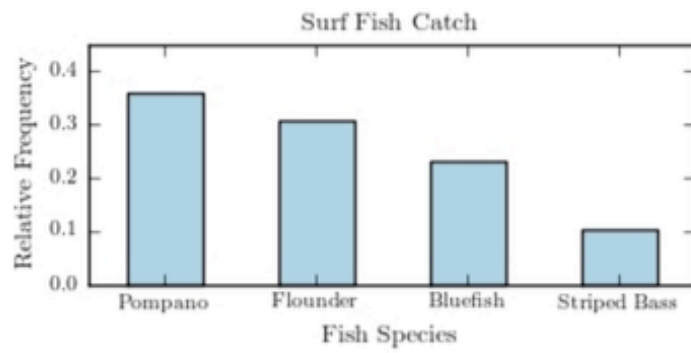 Surf Fish Catch
Relative Frequency
0.4
0.3
0.2
0.1
0.0
Pompano Flounder Bluefish Striped Bass
Fish Species